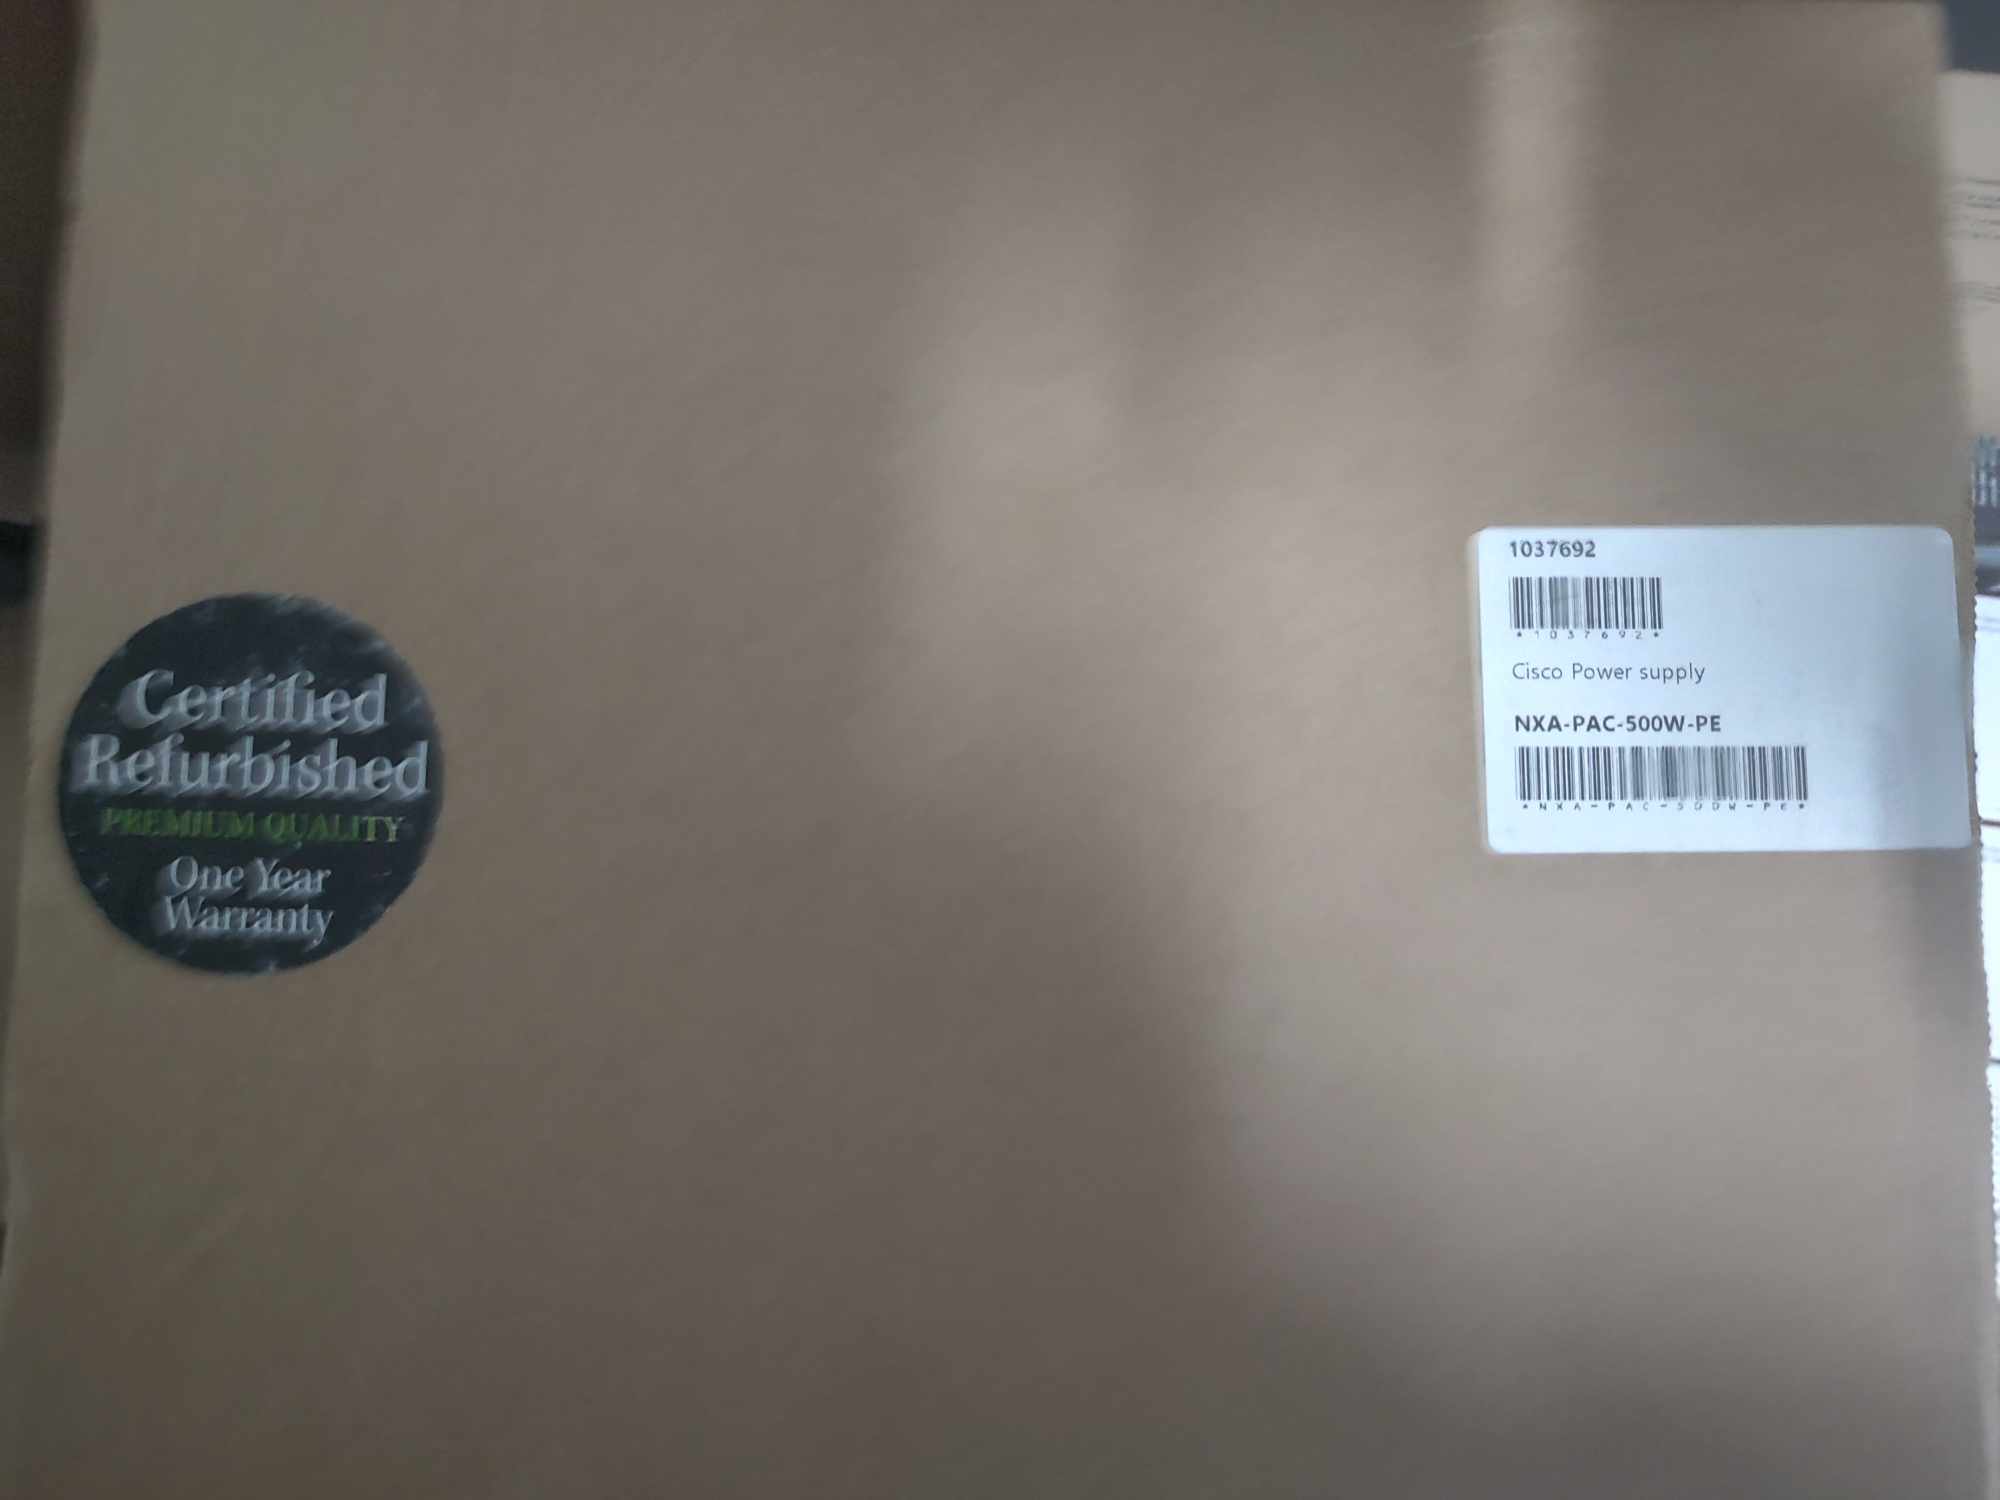 Certified
Refurbished
PREMIUM QUALITY
One Year
Warranty
1037692
*1037692*
Cisco Power supply
NXA-PAC-500W-PE
*NXA-PAC-500W-PE*